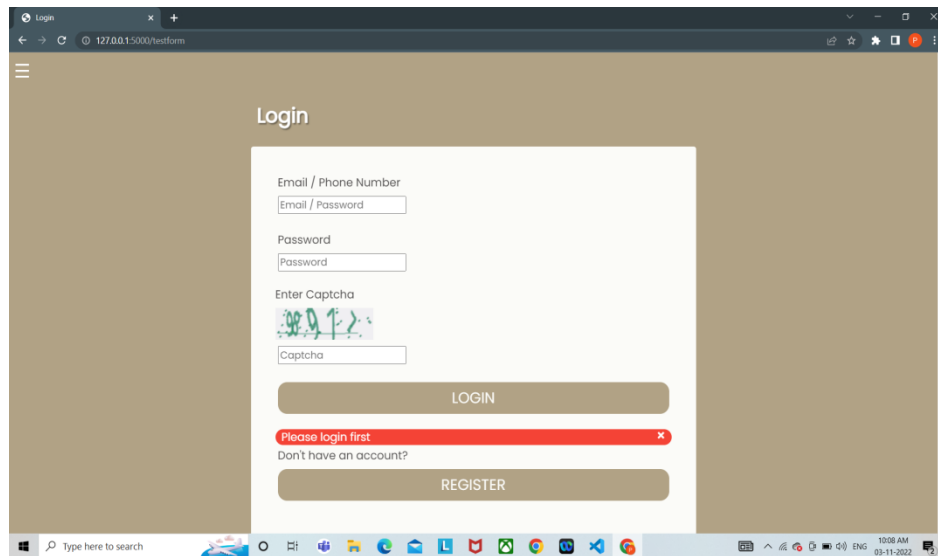 Login
127.0.0.1:5000/testform
P
Login
Email / Phone Number
Email / Password
Password
Password
Enter Captcha
Captcha
LOGIN
Please login first
Don't have an account?
REGISTER
Type here to search
L
W
ENG
10:08 AM
03-11-2022